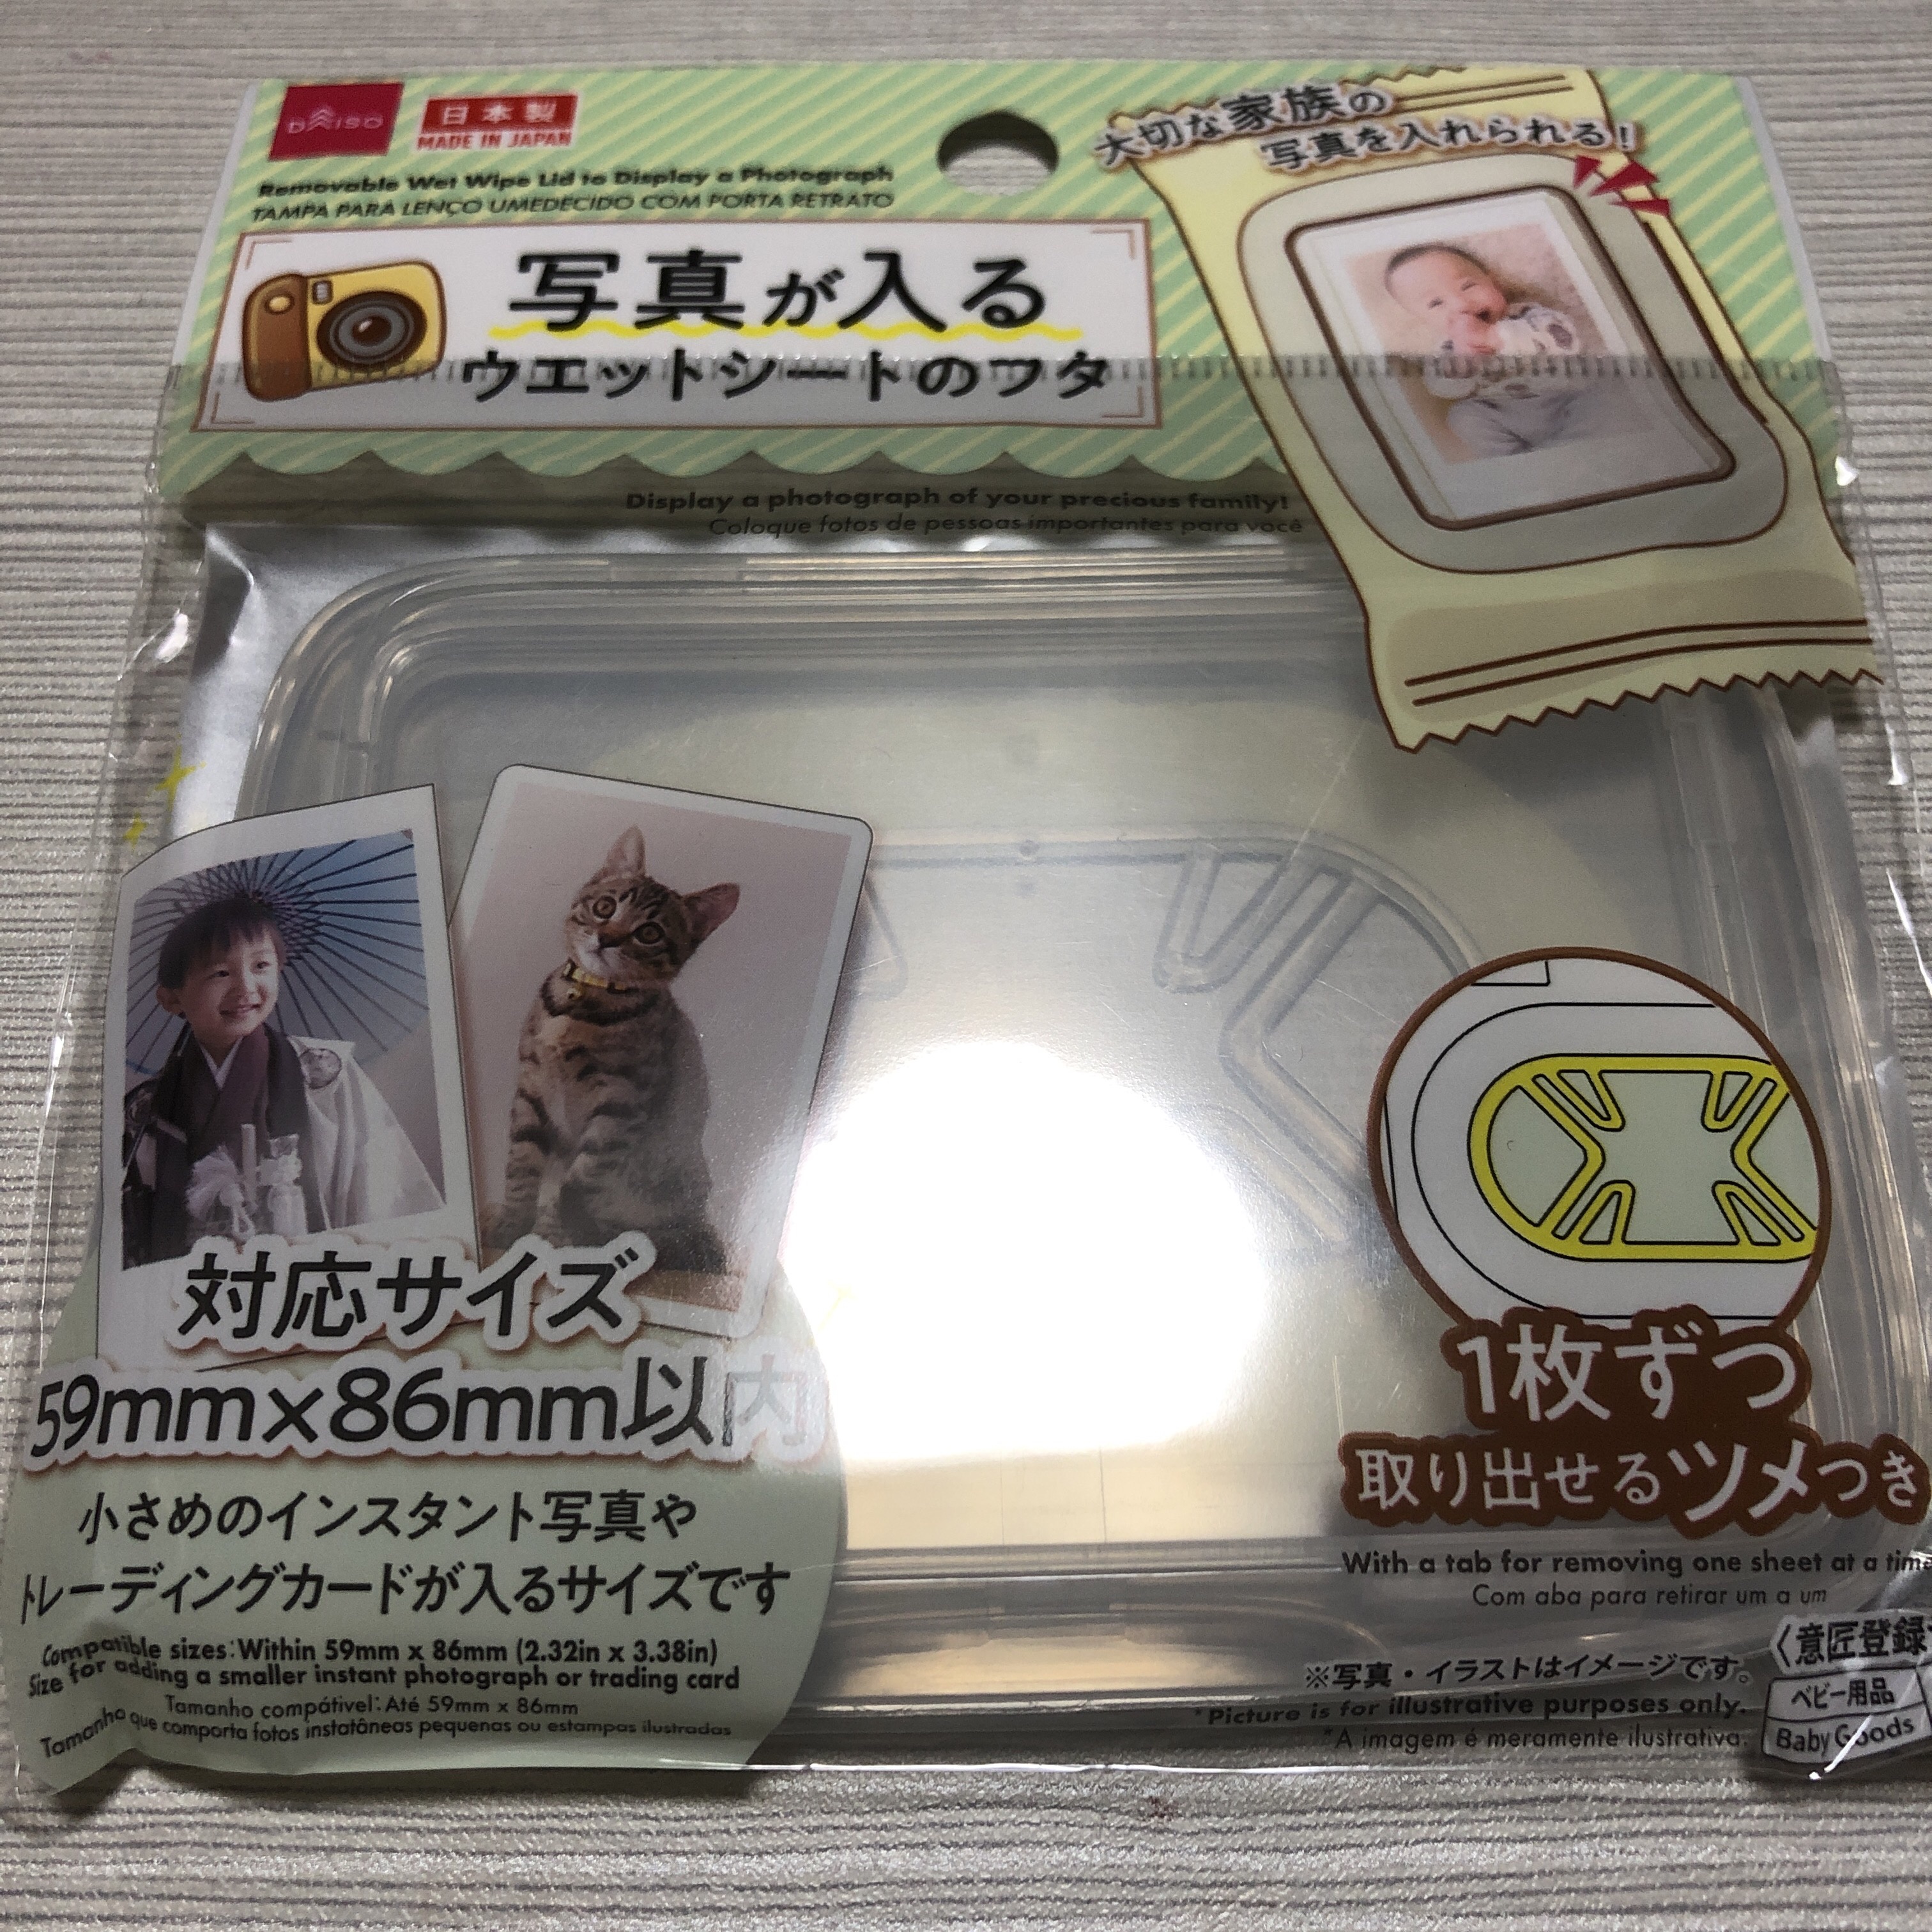 DAISO
日本製
MADE IN JAPAN
Removable Wet Wipe Lid to Display a Photograph
TAMPA PARA LENÇO UMEDECIDO COM PORTA RETRATO
写真が入る
ウエットシートのフタ
大切な家族の
写真を入れられる!
Display a photograph of your precious family!
Coloque fotos de pessoas importantes para você
対応サイズ
59mm×86mm以内
小さめのインスタント写真や
トレーディングカードが入るサイズです
Compatible sizes:Within 59mm x 86mm (2.32in x 3.38in)
Size for adding a smaller instant photograph or trading card
Tamanho compátivel:Até 59mm x 86mm
Tamanho que comporta fotos instatâneas pequenas ou estampas ilustradas
1枚ずつ
取り出せるツメつき
With a tab for removing one sheet at a time
Com aba para retirar um a um
〈意匠登録
※写真・イラストはイメージです。
*Picture is for illustrative purposes only.
*A imagem é meramente ilustrativa.
ベビー用品
Baby Goods